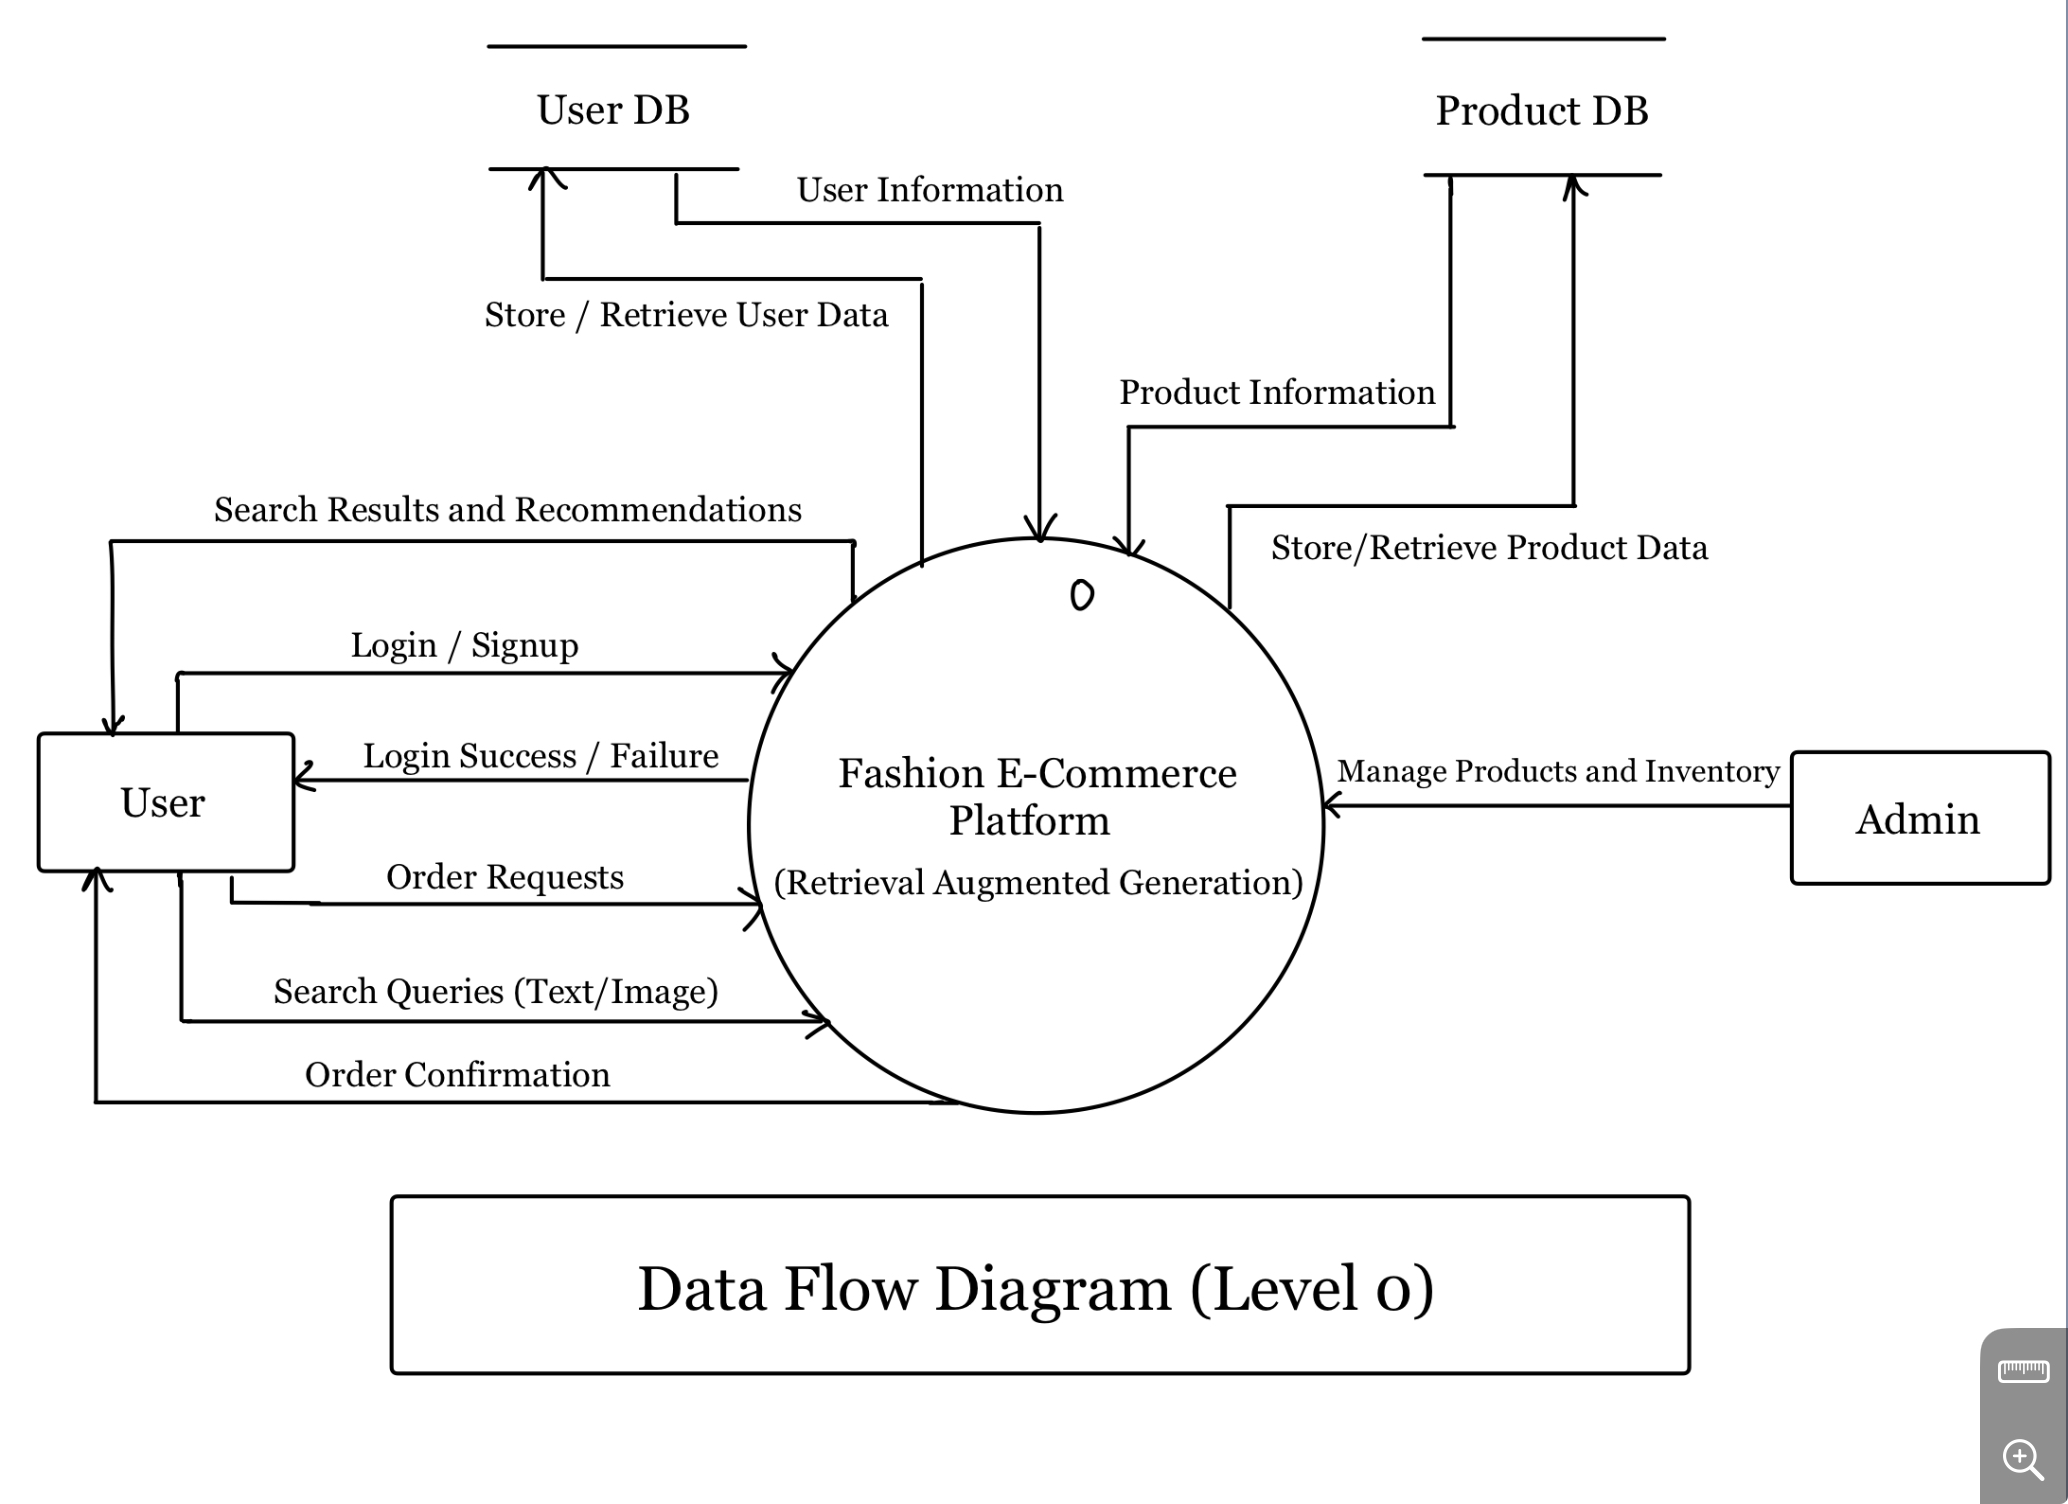 User DB
Product DB
User Information
Store / Retrieve User Data
Product Information
Search Results and Recommendations
Store/Retrieve Product Data
0
Login / Signup
Login Success / Failure
User
Fashion E-Commerce
Platform
(Retrieval Augmented Generation)
Manage Products and Inventory
Admin
Order Requests
Search Queries (Text/Image)
Order Confirmation
Data Flow Diagram (Level 0)